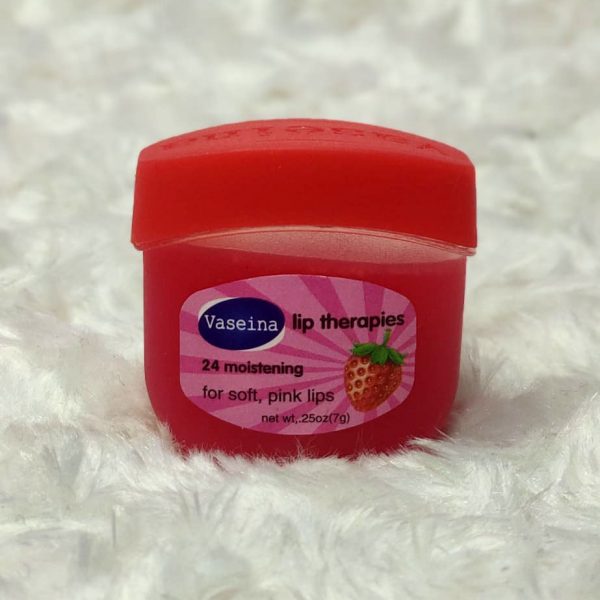 Vaseina lip therapies
24 moistening
for soft, pink lips
net wt,.25oz(7g)